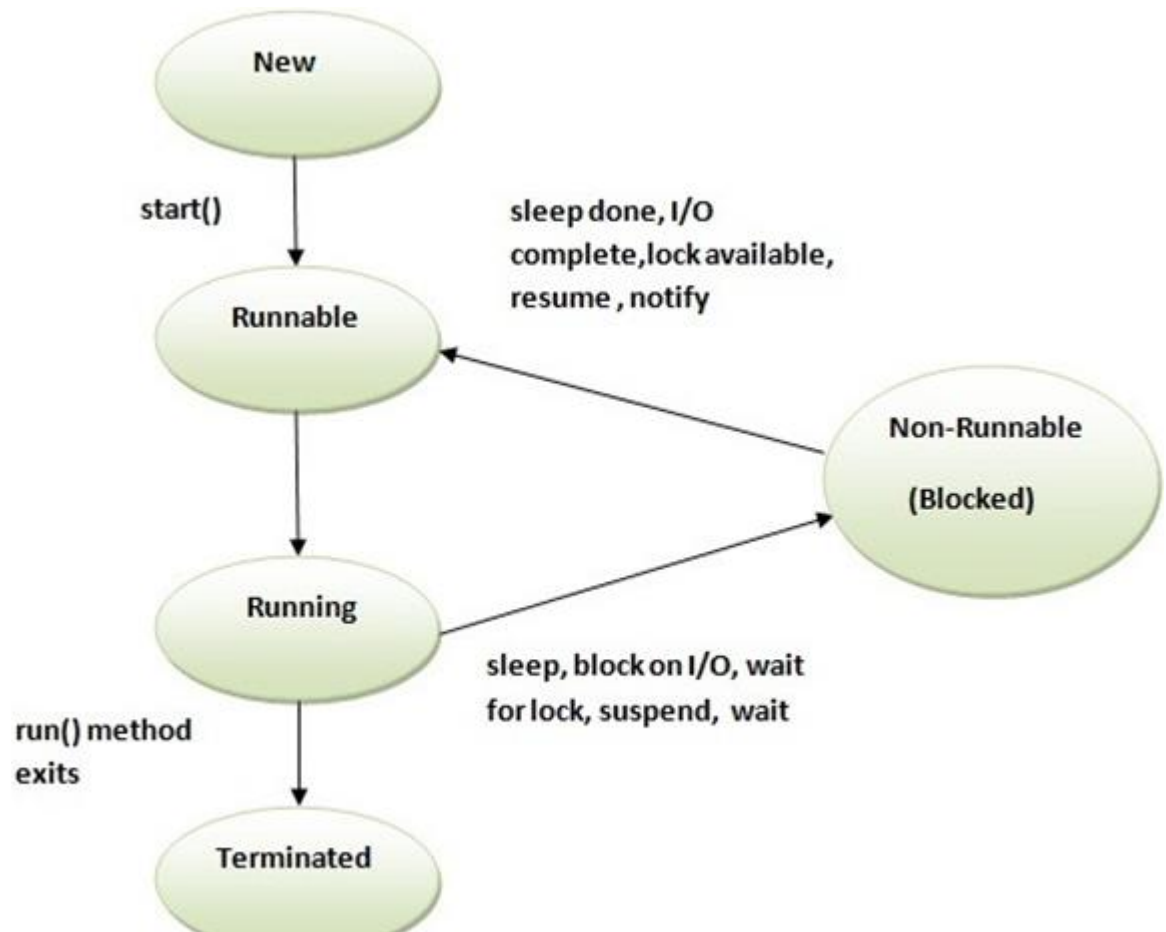 New
start()
sleep done, I/O
complete,lock available,
resume , notify
Runnable
Non-Runnable
(Blocked)
Running
sleep, block on I/O, wait
for lock, suspend, wait
run() method
exits
Terminated